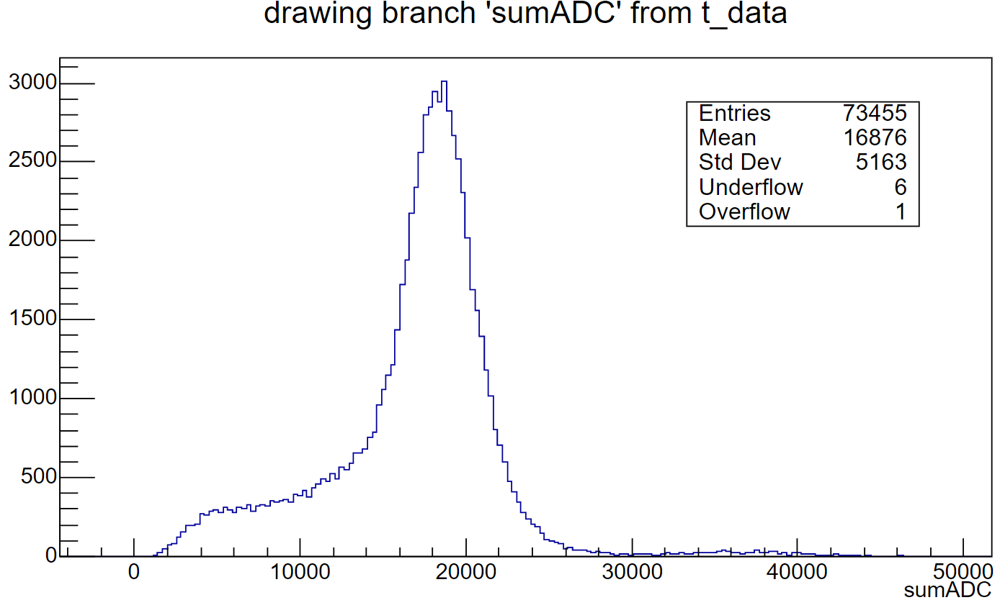 drawing branch 'sumADC' from t_data
3000
2500
2000
1500
1000
500
0
Entries 73455
Mean 16876
Std Dev 5163
Underflow 6
Overflow 1
0 10000 20000 30000 40000 50000
sumADC